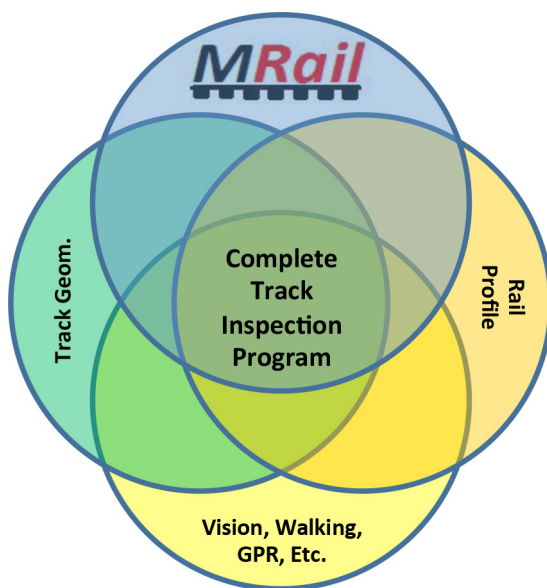 MRail
Track Geom.
Complete
Track
Inspection
Program
Rail
Profile
Vision, Walking,
GPR, Etc.